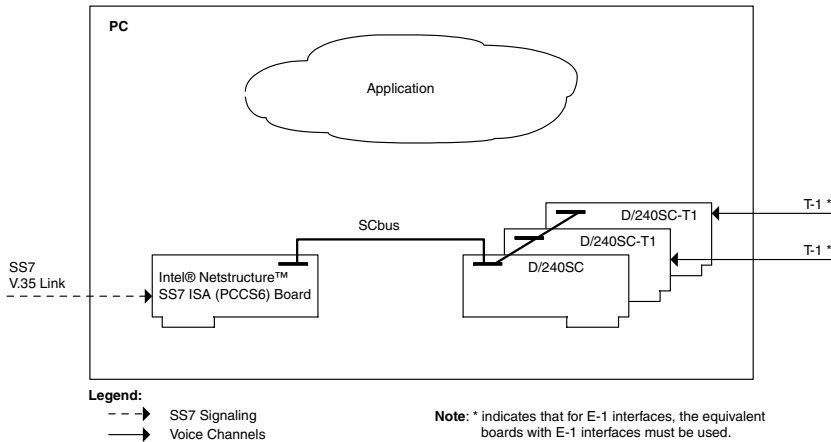 PC
Application
SCbus
D/240SC-T1
D/240SC-T1
D/240SC
T-1 *
T-1 *
SS7
V.35 Link
Intel® Netstructure™
SS7 ISA (PCCS6) Board
Legend:
SS7 Signaling
Voice Channels
Note: * indicates that for E-1 interfaces, the equivalent
boards with E-1 interfaces must be used.